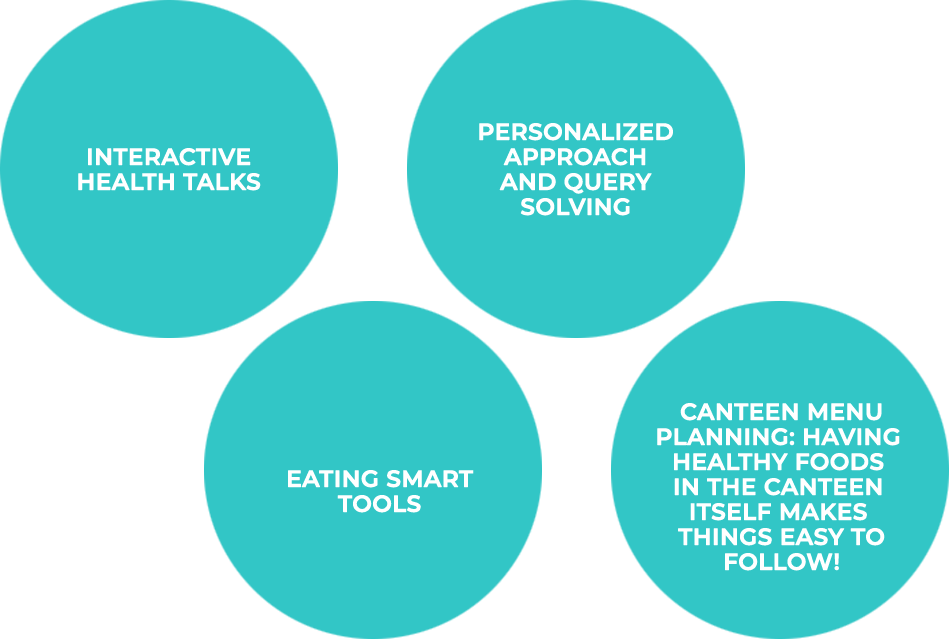 INTERACTIVE
HEALTH TALKS
PERSONALIZED
APPROACH
AND QUERY
SOLVING
EATING SMART
TOOLS
CANTEEN MENU
PLANNING: HAVING
HEALTHY FOODS
IN THE CANTEEN
ITSELF MAKES
THINGS EASY TO
FOLLOW!